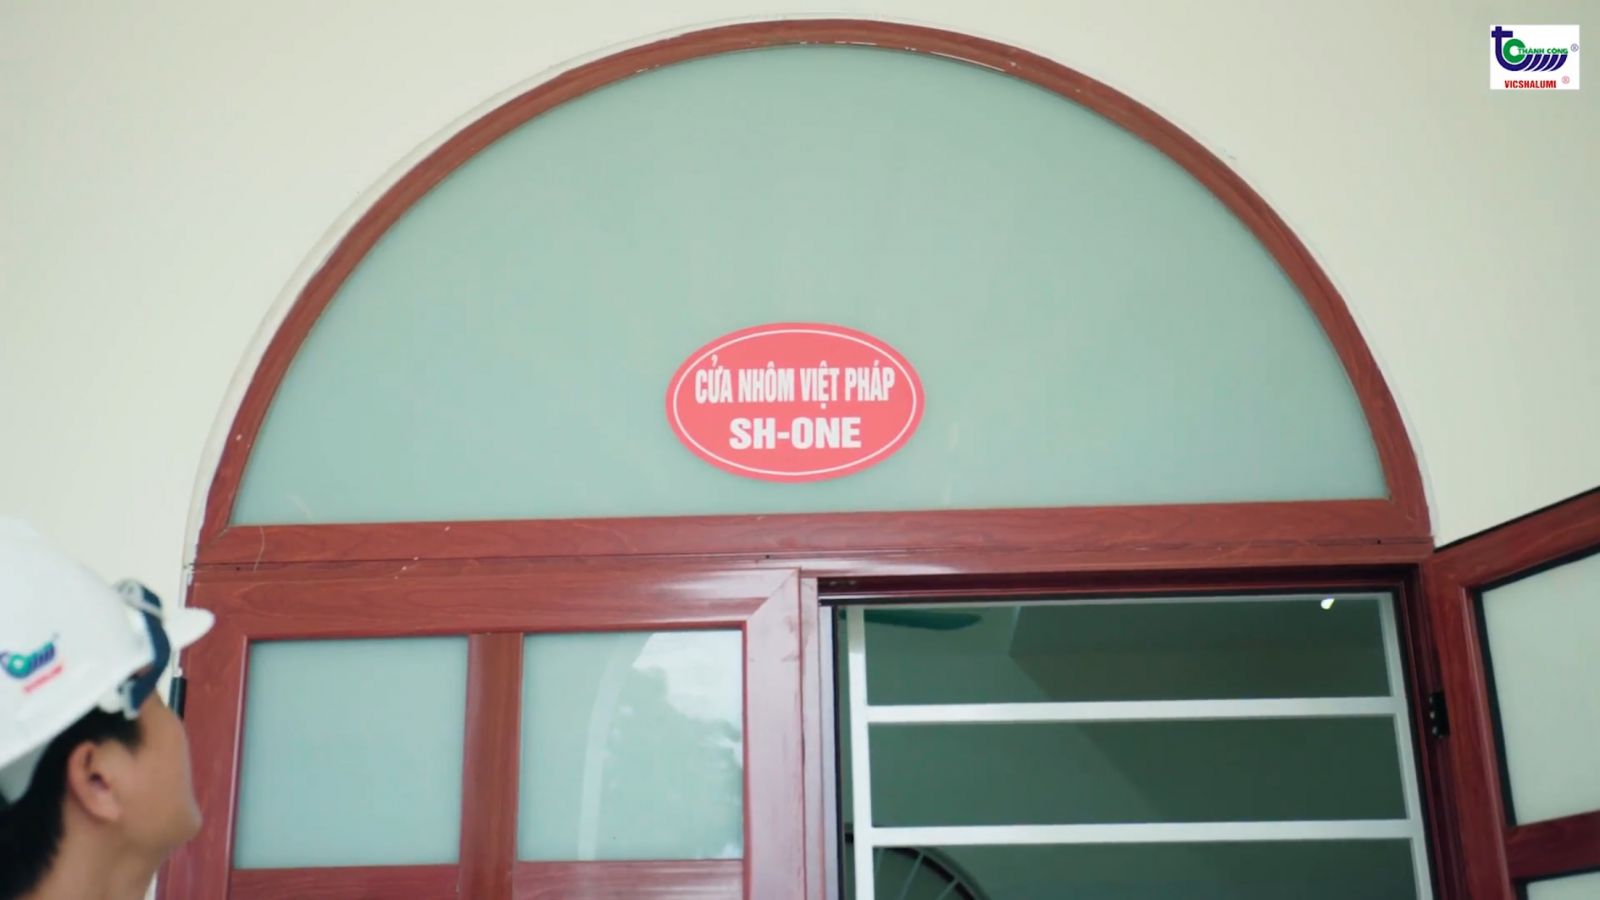 THÀNH CÔNG ®
VICSHALUMI ®
CỬA NHÔM VIỆT PHÁP
SH-ONE